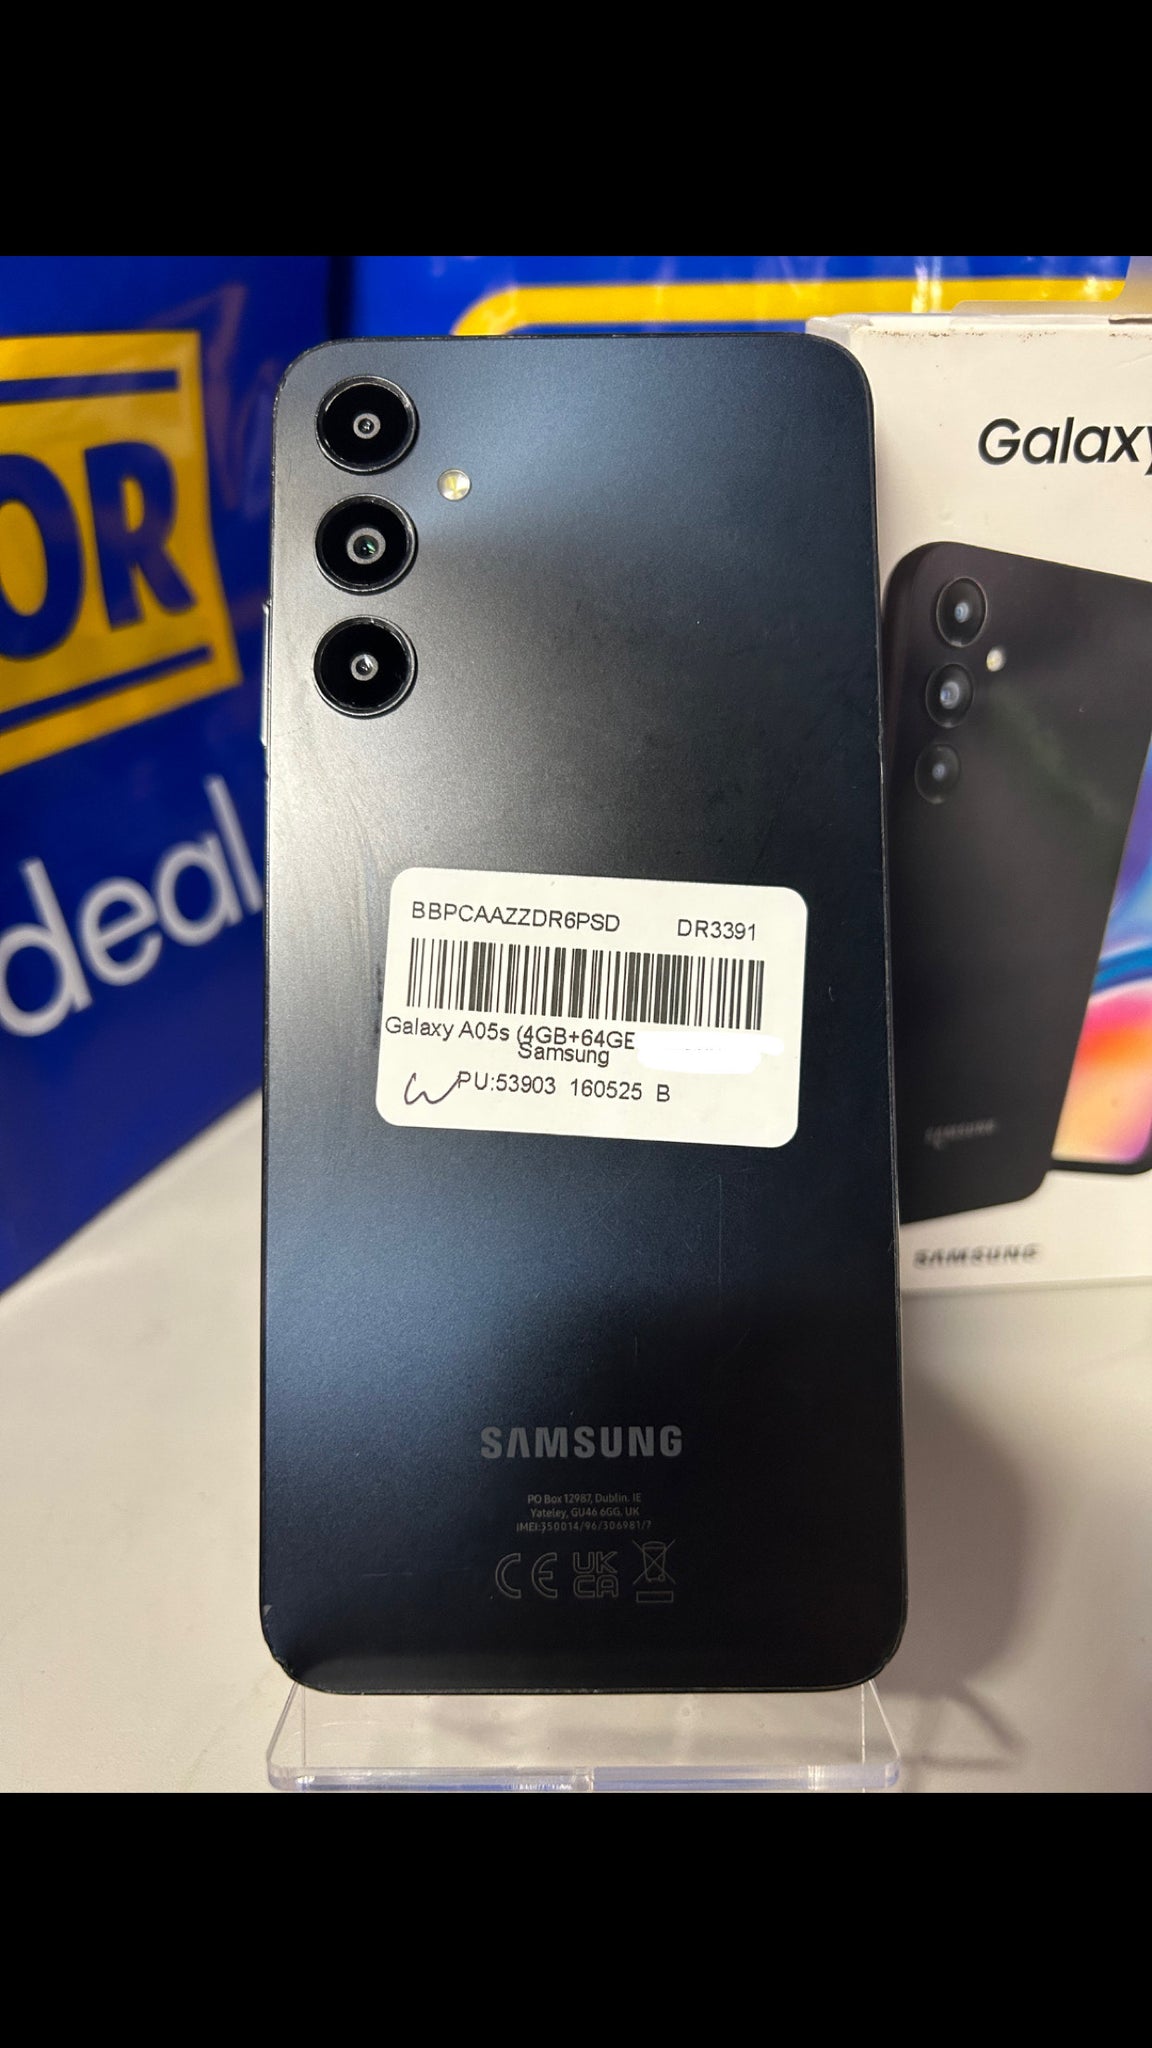 OR
deal
Galaxy
BBPCAAZZDR6PSD DR3391
Galaxy A05s (4GB+64GE
Samsung
PU:53903 160525 B
SAMSUNG
PO Box 12987, Dublin. IE
Yateley, GU46 6GG. UK
IMEI:350014/96/306981/7
CE UK CA
SAMSUNG
SAMSUNG